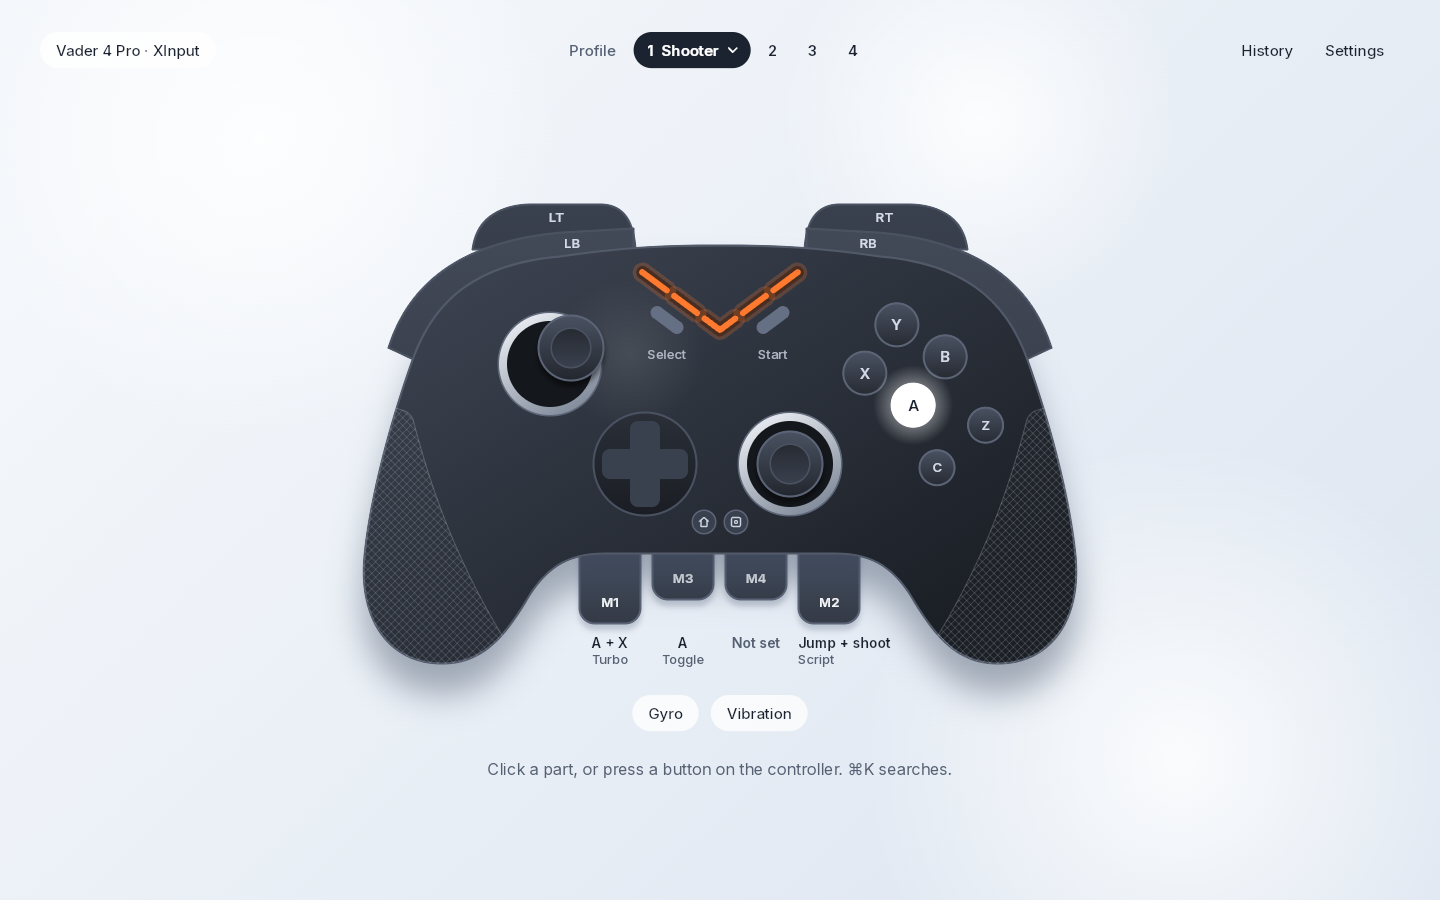 Vader 4 Pro · XInput
Profile
1 Shooter
2
3
4
History
Settings
LT
RT
LB
RB
Select
Start
Y
B
X
A
Z
C
M1
M3
M4
M2
A + X
Turbo
A
Toggle
Not set
Jump + shoot
Script
Gyro
Vibration
Click a part, or press a button on the controller. ⌘K searches.